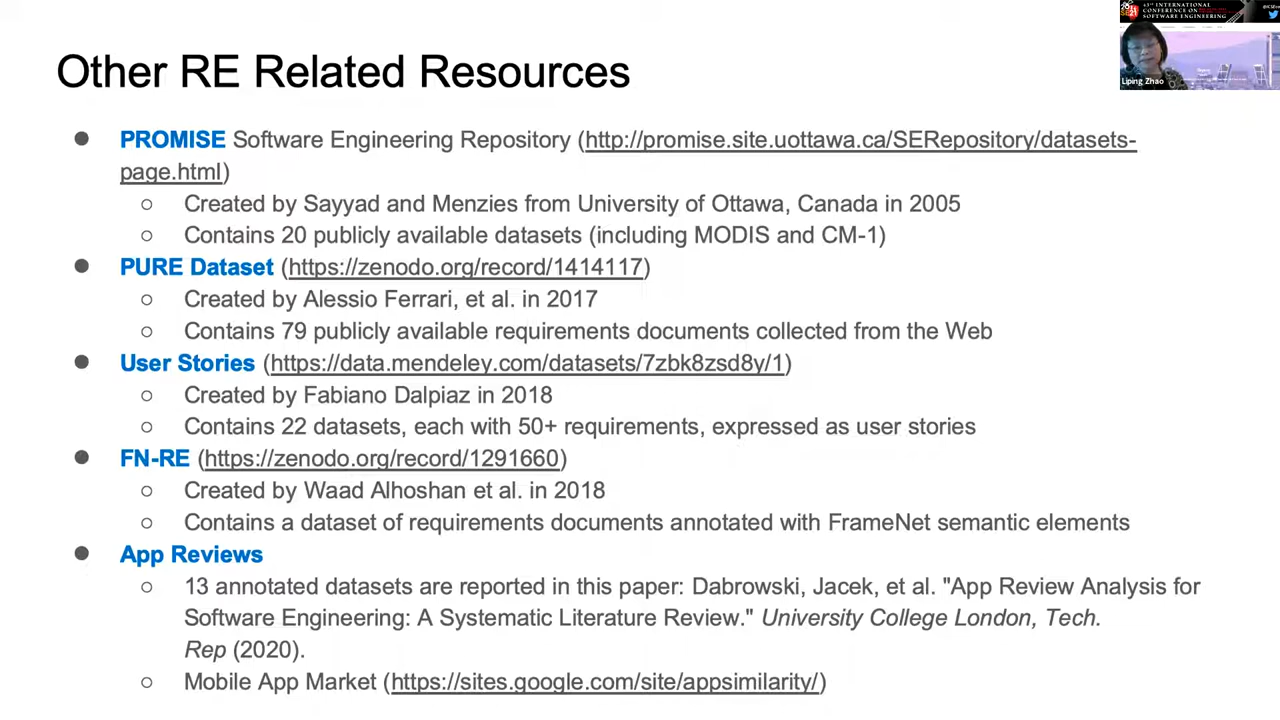 43rd INTERNATIONAL
CONFERENCE ON
SOFTWARE ENGINEERING
Liping Zhao
Other RE Related Resources
● PROMISE Software Engineering Repository (http://promise.site.uottawa.ca/SERepository/datasets-
page.html)
○ Created by Sayyad and Menzies from University of Ottawa, Canada in 2005
○ Contains 20 publicly available datasets (including MODIS and CM-1)
● PURE Dataset (https://zenodo.org/record/1414117)
○ Created by Alessio Ferrari, et al. in 2017
○ Contains 79 publicly available requirements documents collected from the Web
● User Stories (https://data.mendeley.com/datasets/7zbk8zsd8y/1)
○ Created by Fabiano Dalpiaz in 2018
○ Contains 22 datasets, each with 50+ requirements, expressed as user stories
● FN-RE (https://zenodo.org/record/1291660)
○ Created by Waad Alhoshan et al. in 2018
○ Contains a dataset of requirements documents annotated with FrameNet semantic elements
● App Reviews
○ 13 annotated datasets are reported in this paper: Dabrowski, Jacek, et al. "App Review Analysis for
Software Engineering: A Systematic Literature Review." University College London, Tech.
Rep (2020).
○ Mobile App Market (https://sites.google.com/site/appsimilarity/)